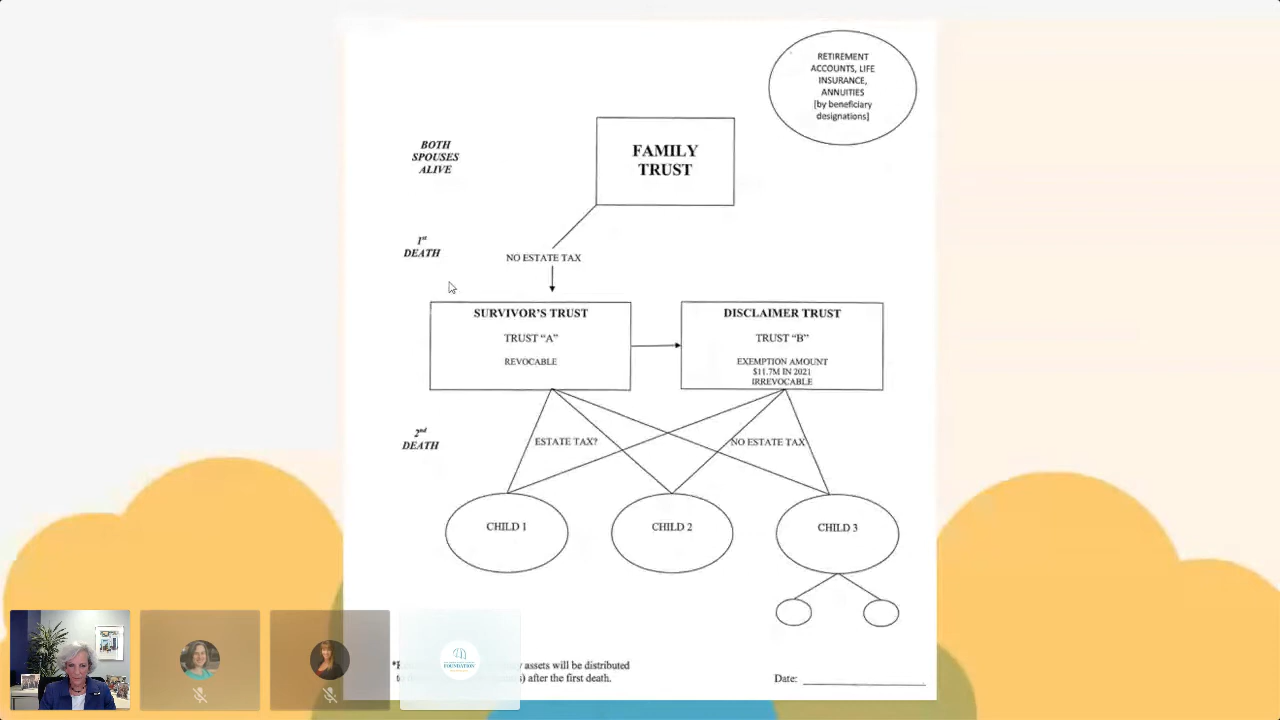 RETIREMENT
ACCOUNTS, LIFE
INSURANCE,
ANNUITIES
[by beneficiary
designations]
BOTH
SPOUSES
ALIVE
FAMILY
TRUST
1st
DEATH
NO ESTATE TAX
SURVIVOR'S TRUST
TRUST "A"
REVOCABLE
DISCLAIMER TRUST
TRUST "B"
EXEMPTION AMOUNT
$11.7M IN 2021
IRREVOCABLE
2nd
DEATH
ESTATE TAX?
NO ESTATE TAX
CHILD 1
CHILD 2
CHILD 3
FOUNDATION
assets will be distributed
after the first death.
Date: